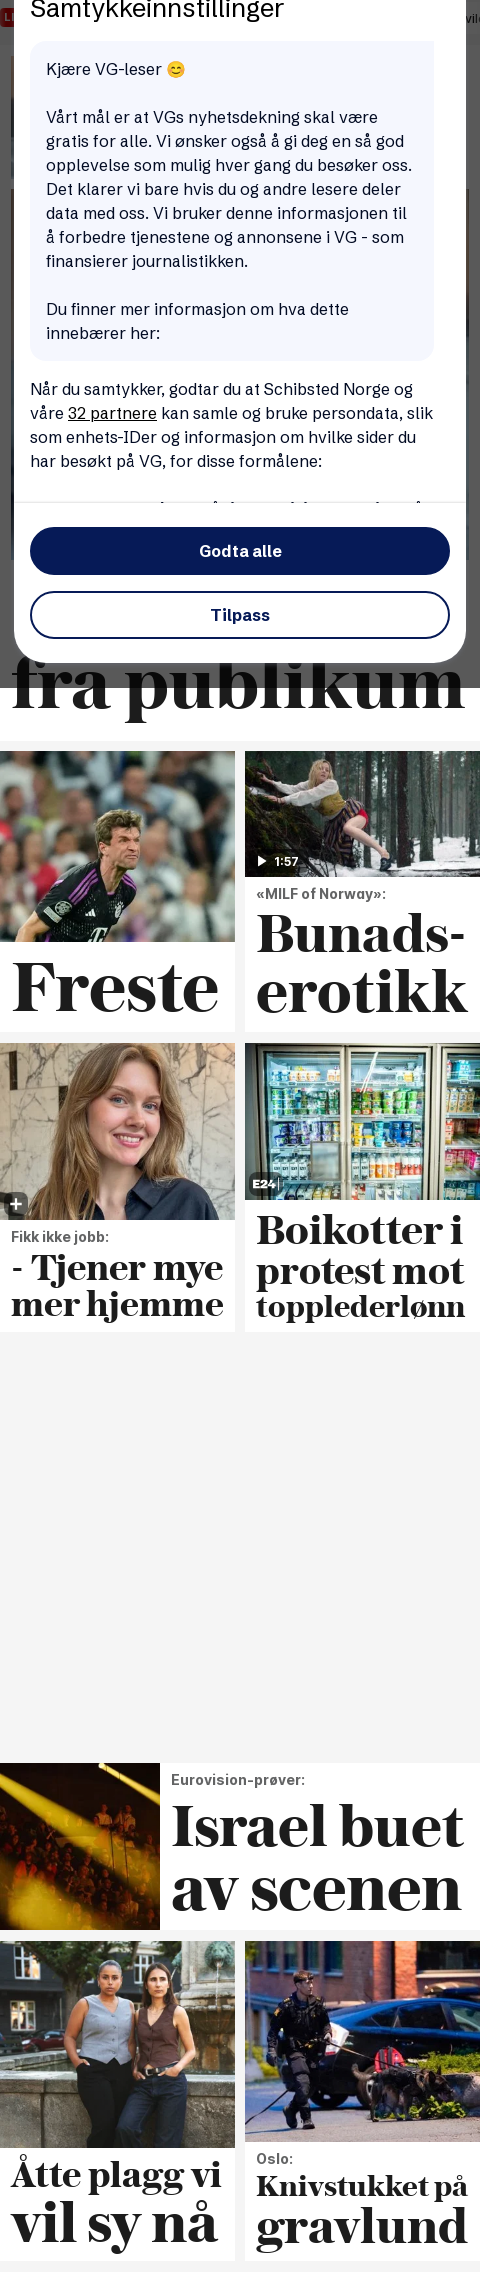 Samtykkeinnstillinger
Kjære VG-leser 😊
Vårt mål er at VGs nyhetsdekning skal være
gratis for alle. Vi ønsker også å gi deg en så god
opplevelse som mulig hver gang du besøker oss.
Det klarer vi bare hvis du og andre lesere deler
data med oss. Vi bruker denne informasjonen til
å forbedre tjenestene og annonsene i VG - som
finansierer journalistikken.
Du finner mer informasjon om hva dette
innebærer her:
Når du samtykker, godtar du at Schibsted Norge og
våre 32 partnere kan samle og bruke persondata, slik
som enhets-IDer og informasjon om hvilke sider du
har besøkt på VG, for disse formålene:
Godta alle
Tilpass
fra publikum
1:57
«MILF of Norway»:
Freste
Bunads-
erotikk
E24
Fikk ikke jobb:
- Tjener mye
mer hjemme
Boikotter i
protest mot
topplederlønn
Eurovision-prøver:
Israel buet
av scenen
Åtte plagg vi
vil sy nå
Oslo:
Knivstukket på
gravlund